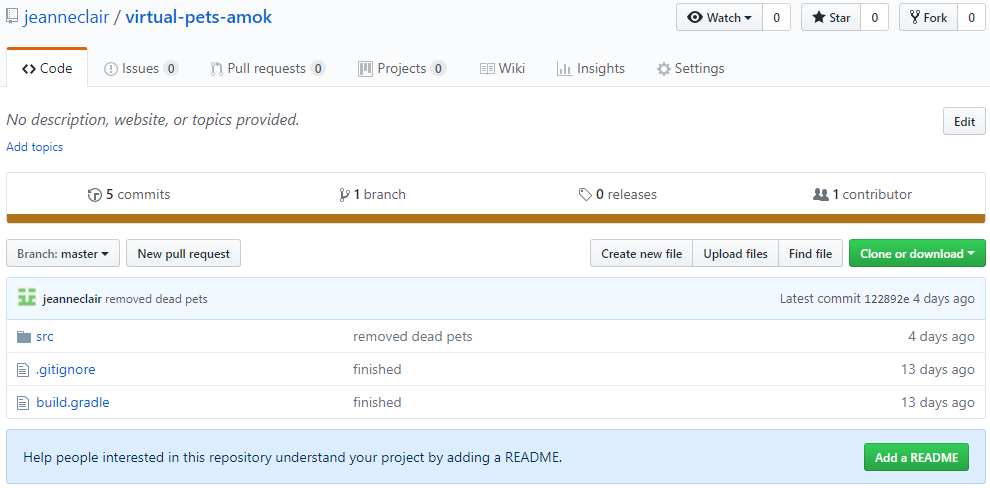 jeanneclair / virtual-pets-amok
Watch 0 Star 0 Fork 0
Code Issues 0 Pull requests 0 Projects 0 Wiki Insights Settings
No description, website, or topics provided.
Edit
Add topics
5 commits 1 branch 0 releases 1 contributor
Branch: master New pull request Create new file Upload files Find file Clone or download
jeanneclair removed dead pets Latest commit 122892e 4 days ago
src removed dead pets 4 days ago
.gitignore finished 13 days ago
build.gradle finished 13 days ago
Help people interested in this repository understand your project by adding a README. Add a README